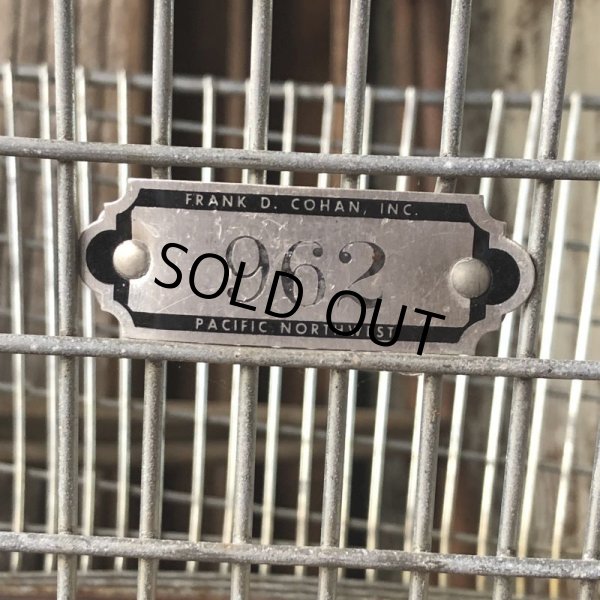 FRANK D. COHAN, INC.
962
SOLD OUT
PACIFIC NORTHWEST